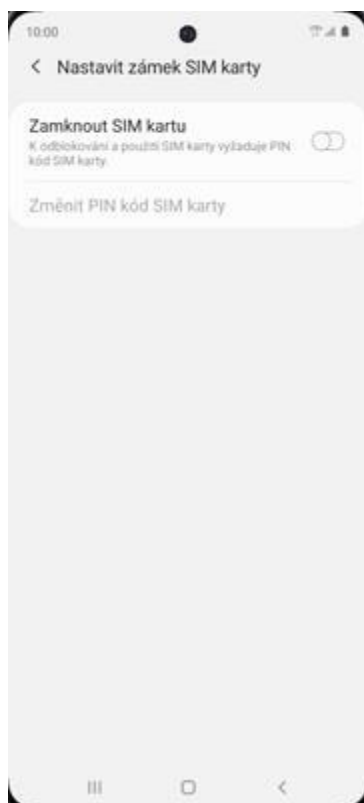 10:00
Nastavit zámek SIM karty
Zamknout SIM kartu
K odblokování a použití SIM karty vyžaduje PIN
kód SIM karty.
Změnit PIN kód SIM karty